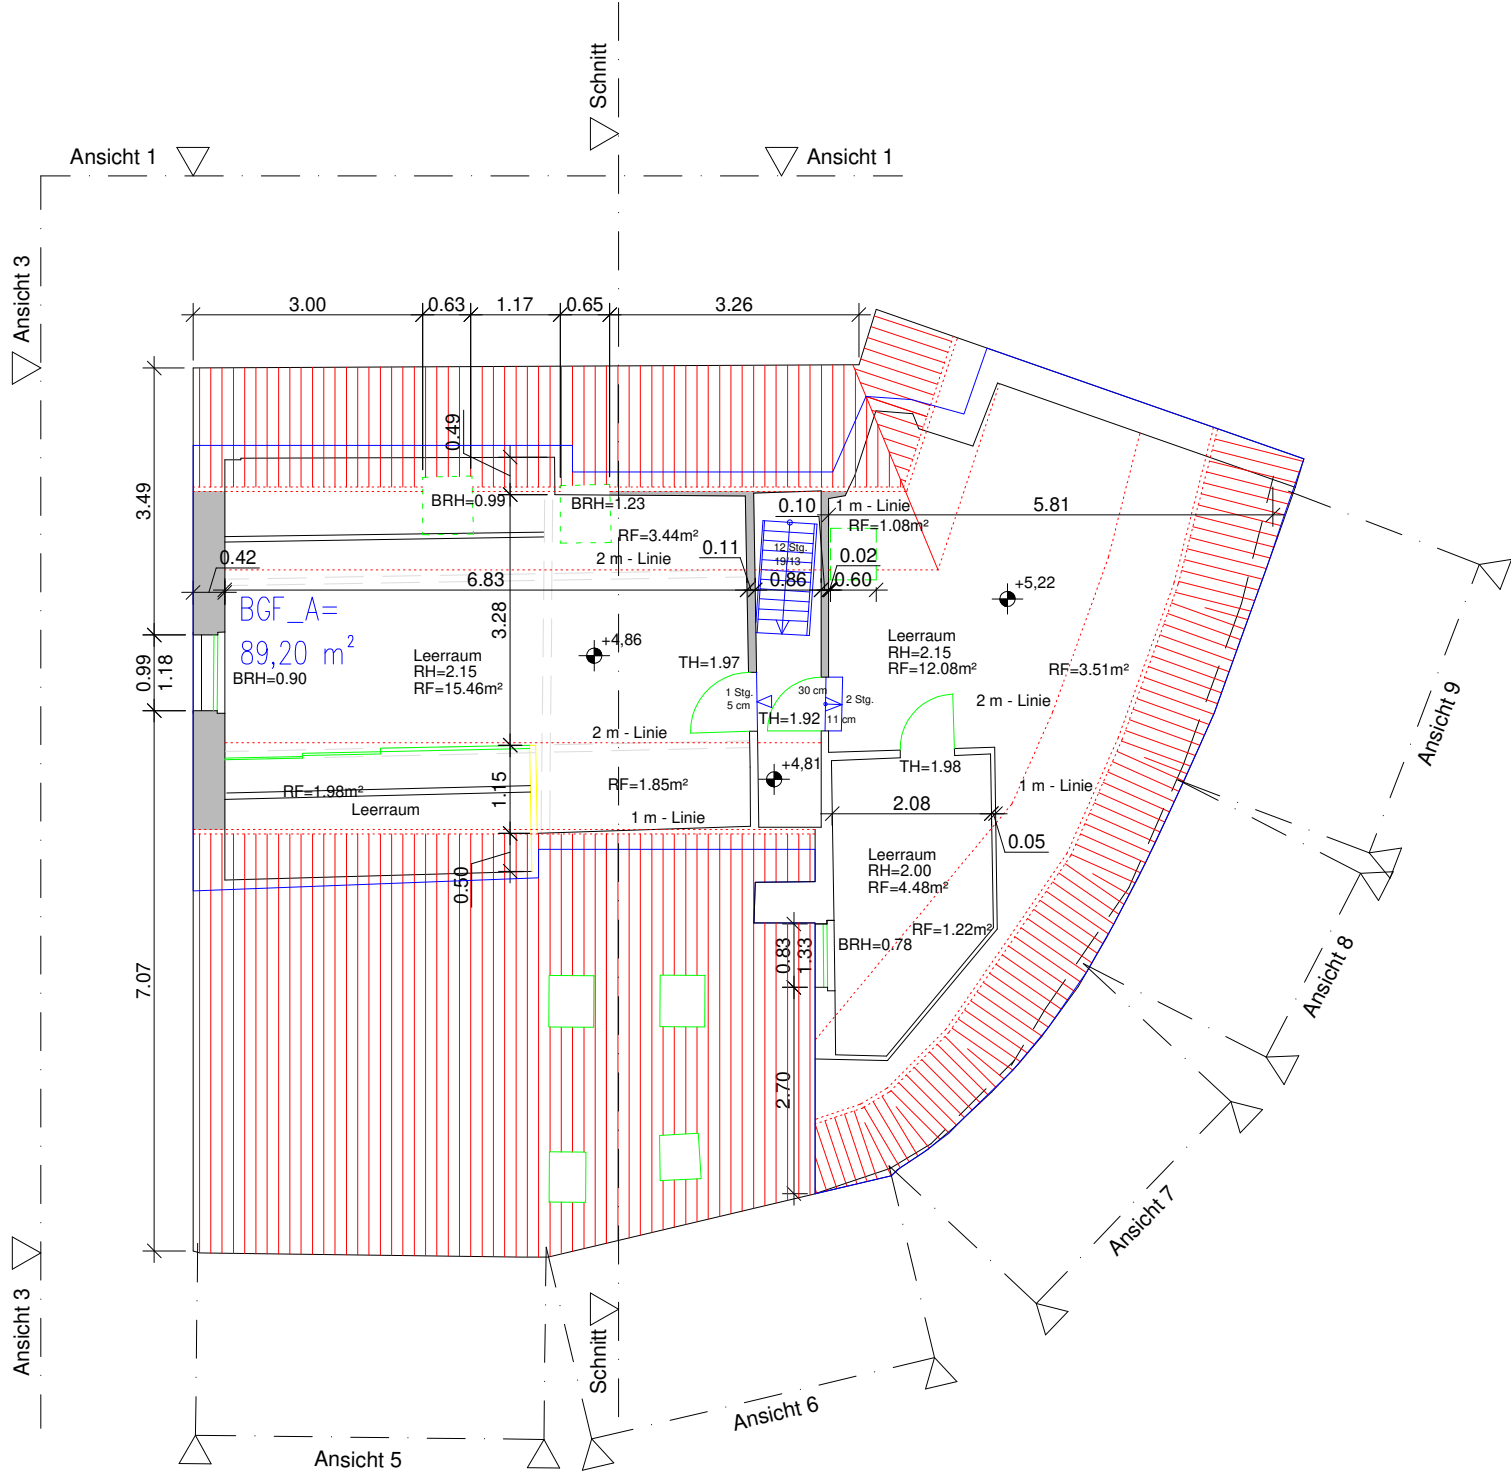 Schnitt
Ansicht 1
Ansicht 1
Ansicht 3
3.00
0.63
1.17
0.65
3.26
0.49
3.49
BRH=0.99
BRH=1.23
0.10
1 m - Linie
5.81
RF=1.08m²
RF=3.44m²
2 m - Linie
0.11
12 Stg.
19/13
0.02
0.42
6.83
0.86
0.60
+5,22
BGF_A=
89,20 m²
3.28
+4,86
Leerraum
RH=2.15
RF=15.46m²
Leerraum
RH=2.15
RF=12.08m²
TH=1.97
RF=3.51m²
0.99
1.18
BRH=0.90
1 Stg.
5 cm
30 cm
2 Stg.
11 cm
2 m - Linie
TH=1.92
2 m - Linie
Ansicht 9
+4,81
TH=1.98
RF=1.98m²
1.15
RF=1.85m²
1 m - Linie
Leerraum
1 m - Linie
2.08
0.05
0.50
Leerraum
RH=2.00
RF=4.48m²
RF=1.22m²
BRH=0.78
0.83
1.33
7.07
Ansicht 8
2.70
Ansicht 7
Ansicht 3
Schnitt
Ansicht 6
Ansicht 5